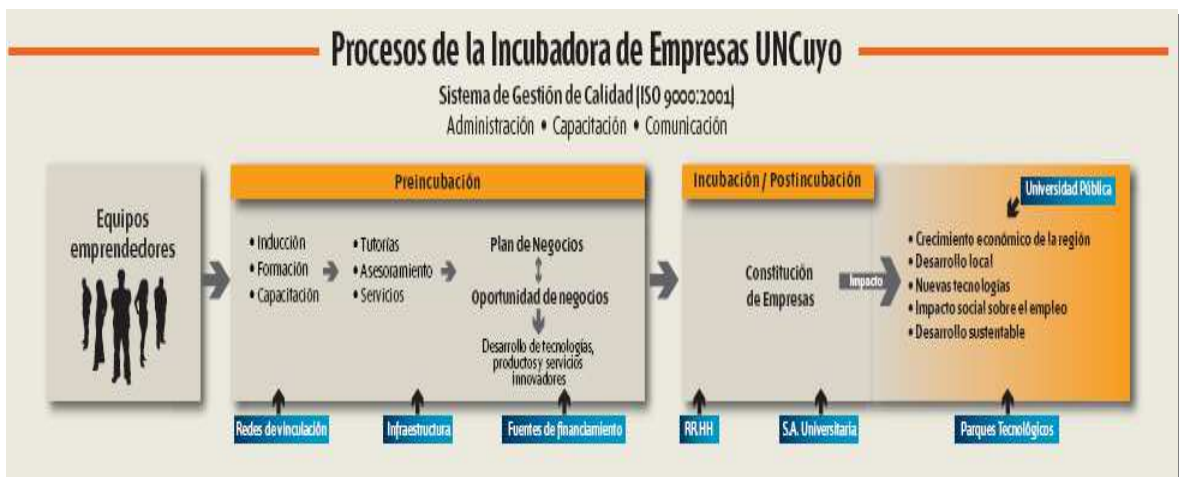 Procesos de la Incubadora de Empresas UNCuyo
Sistema de Gestión de Calidad (ISO 9000:2001)
Administración • Capacitación • Comunicación
Equipos
emprendedores
Preincubación
• Inducción
• Formación
• Capacitación
• Tutorías
• Asesoramiento
• Servicios
Plan de Negocios
Oportunidad de negocios
Desarrollo de tecnologías,
productos y servicios
innovadores
Redes de vinculación
Infraestructura
Fuentes de financiamiento
Incubación / Postincubación
Constitución
de Empresas
Impacto
RR.HH
S.A. Universitaria
Universidad Pública
• Crecimiento económico de la región
• Desarrollo local
• Nuevas tecnologías
• Impacto social sobre el empleo
• Desarrollo sustentable
Parques Tecnológicos